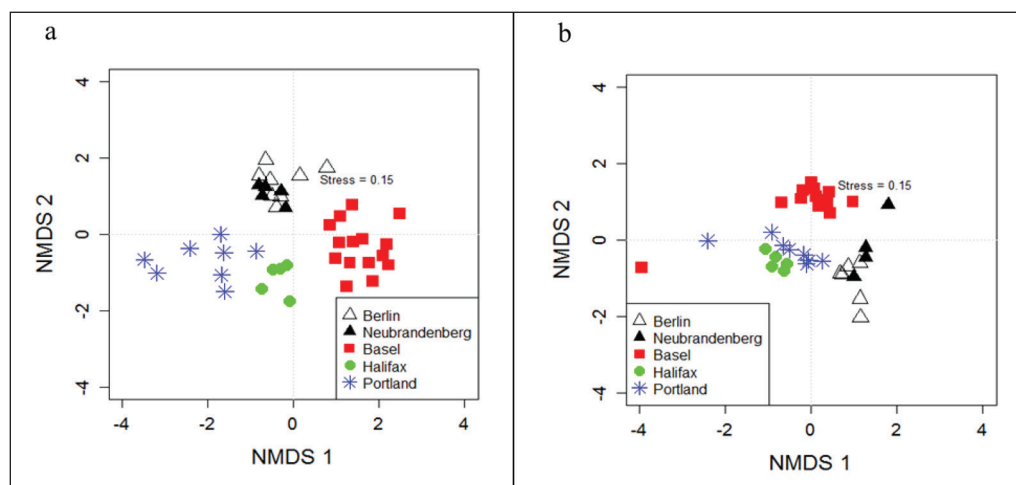 a
4
2
0
-2
-4
-4
-2
0
2
4
NMDS 2
NMDS 1
Stress = 0.15
Berlin
Neubrandenberg
Basel
Halifax
Portland
b
4
2
0
-2
-4
-4
-2
0
2
4
NMDS 2
NMDS 1
Stress = 0.15
Berlin
Neubrandenberg
Basel
Halifax
Portland